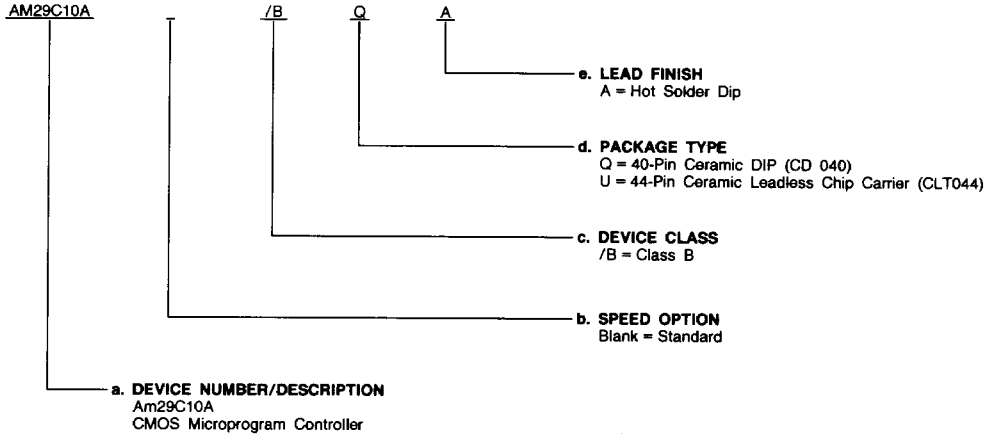 AM29C10A - /B Q A
e. LEAD FINISH
A = Hot Solder Dip
d. PACKAGE TYPE
Q = 40-Pin Ceramic DIP (CD 040)
U = 44-Pin Ceramic Leadless Chip Carrier (CLT044)
c. DEVICE CLASS
/B = Class B
b. SPEED OPTION
Blank = Standard
a. DEVICE NUMBER/DESCRIPTION
Am29C10A
CMOS Microprogram Controller